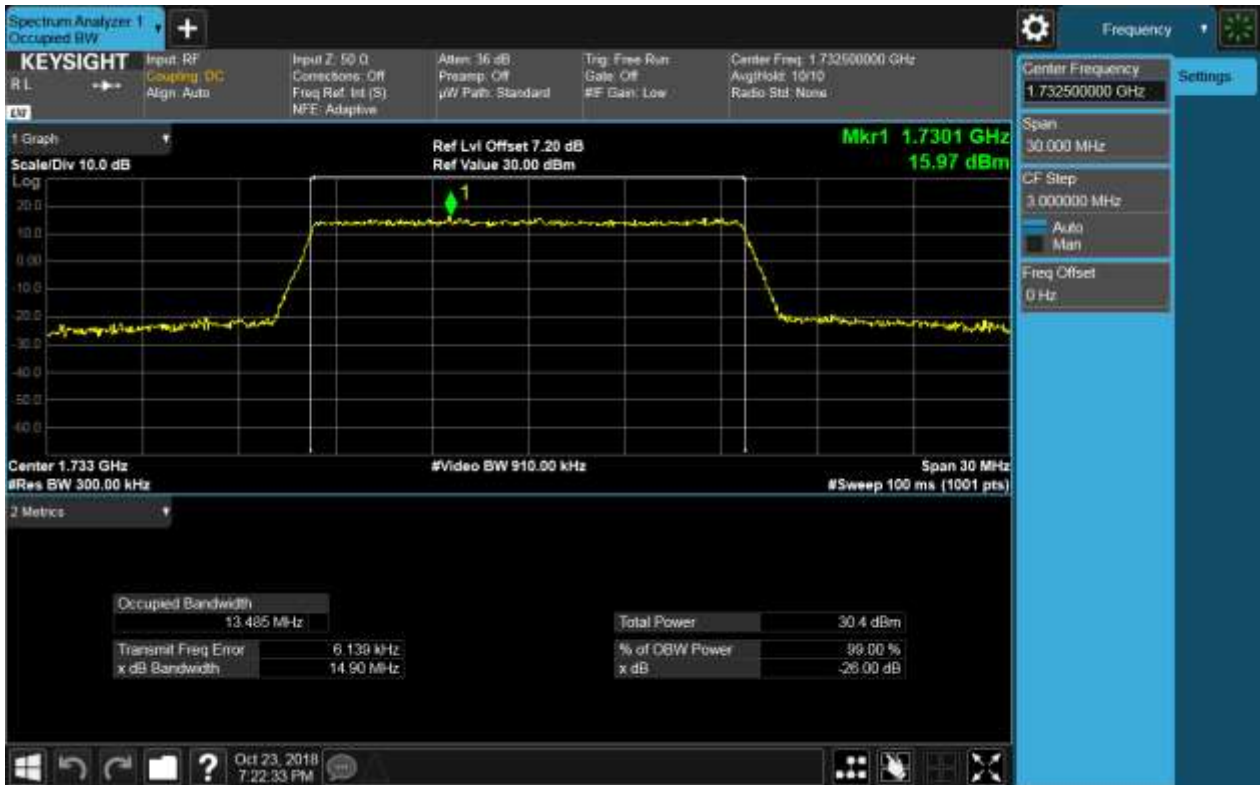 Spectrum Analyzer 1
Occupied BW
+
Frequency
KEYSIGHT
Input: RF
Input Z: 50 Ω
Atten: 36 dB
Trig: Free Run
Center Freq: 1.732500000 GHz
RL
Coupling: DC
Corrections: Off
Preamp: Off
Gate: Off
Avg|Hold: 10/10
Align: Auto
Freq Ref: Int (S)
µW Path: Standard
#IF Gain: Low
Radio Std: None
NFE: Adaptive
Center Frequency
1.732500000 GHz
Settings
Span
30.000 MHz
CF Step
3.000000 MHz
Auto
Man
Freq Offset
0 Hz
1 Graph
Ref Lvl Offset 7.20 dB
Mkr1 1.7301 GHz
Scale/Div 10.0 dB
Ref Value 30.00 dBm
15.97 dBm
Log
1
20.0
10.0
0.00
-10.0
-20.0
-30.0
-40.0
-50.0
-60.0
Center 1.733 GHz
#Video BW 910.00 kHz
Span 30 MHz
#Res BW 300.00 kHz
#Sweep 100 ms (1001 pts)
2 Metrics
Occupied Bandwidth
13.485 MHz
Total Power 30.4 dBm
Transmit Freq Error 6.139 kHz
% of OBW Power 99.00 %
x dB Bandwidth 14.90 MHz
x dB -26.00 dB
?
Oct 23, 2018
7:22:33 PM